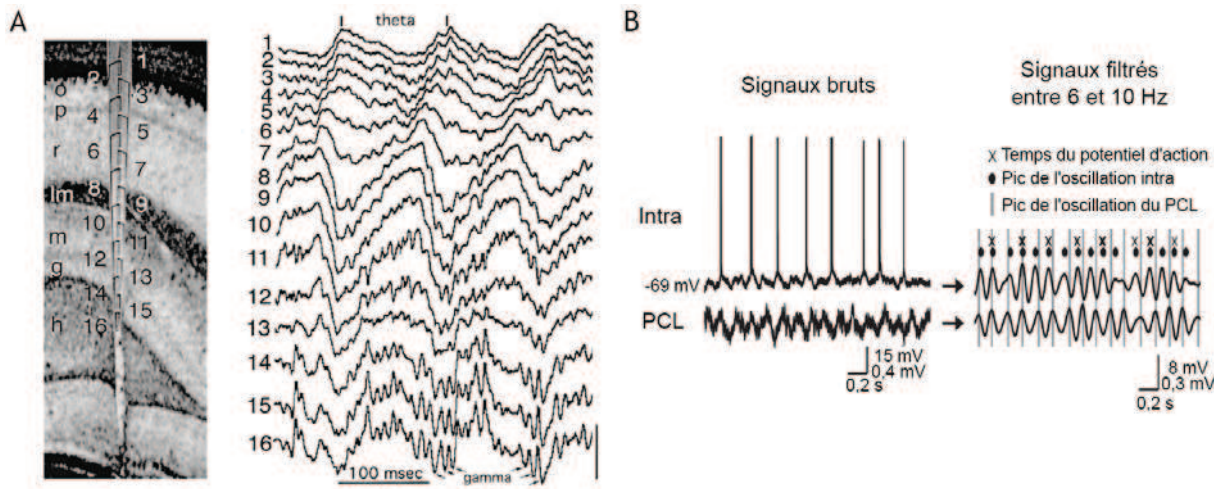 A
1
2
3
4
5
6
7
8
9
10
11
12
13
14
15
16
o
p
r
lm
m
g
h
theta
1
2
3
4
5
6
7
8
9
10
11
12
13
14
15
16
100 msec
gamma
B
Signaux bruts
Signaux filtrés
entre 6 et 10 Hz
x Temps du potentiel d'action
Pic de l'oscillation intra
Pic de l'oscillation du PCL
Intra
-69 mV
PCL
15 mV
0,4 mV
0,2 s
8 mV
0,3 mV
0,2 s